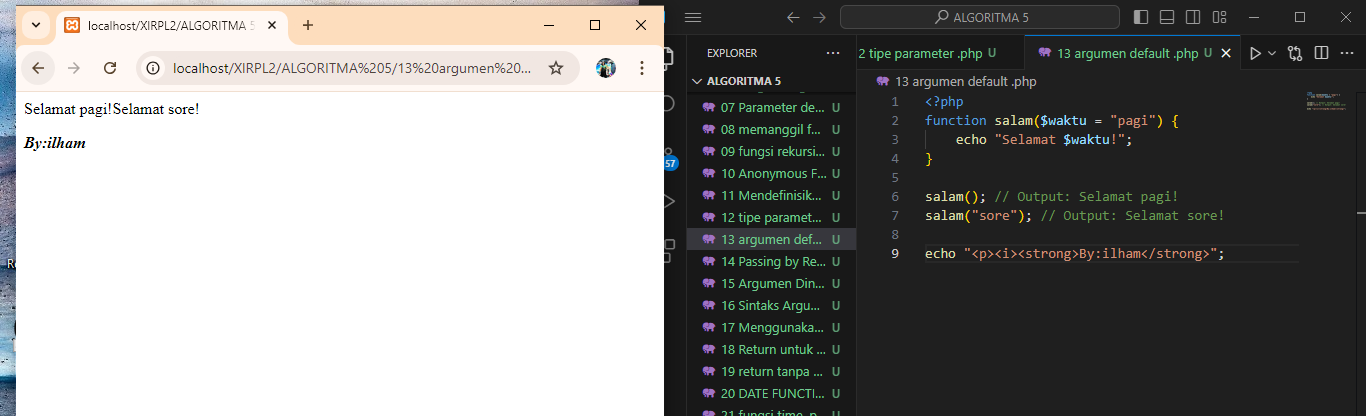 localhost/XIRPL2/ALGORITMA 5
localhost/XIRPL2/ALGORITMA%205/13%20argumen%20...
Selamat pagi!Selamat sore!
By:ilham
ALGORITMA 5
EXPLORER
ALGORITMA 5
07 Parameter de... U
08 memanggil f... U
09 fungsi rekursi... U
10 Anonymous F... U
11 Mendefinisik... U
12 tipe paramet... U
13 argumen def... U
14 Passing by Re... U
15 Argumen Din... U
16 Sintaks Argu... U
17 Menggunaka... U
18 Return untuk ... U
19 return tanpa ... U
20 DATE FUNCTI... U
21 fungsi time. p... U
57
2 tipe parameter .php U
13 argumen default .php U
13 argumen default .php
1 <?php
2 function salam($waktu = "pagi") {
3 echo "Selamat $waktu!";
4 }
5
6 salam(); // Output: Selamat pagi!
7 salam("sore"); // Output: Selamat sore!
8
9 echo "<p><i><strong>By:ilham</strong>";